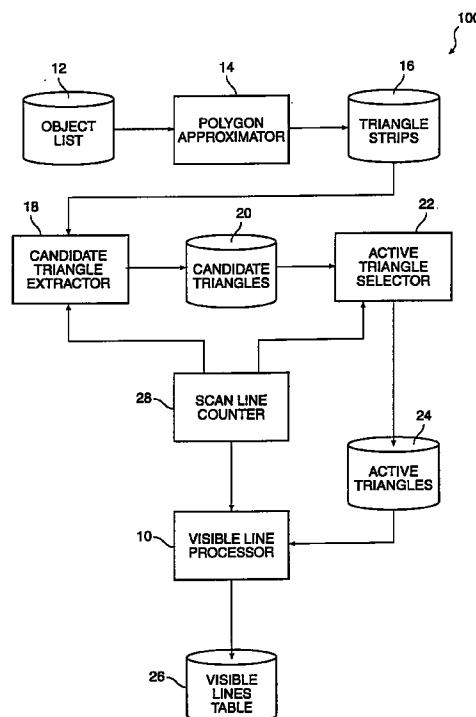 100
12
14
16
OBJECT
LIST
POLYGON
APPROXIMATOR
TRIANGLE
STRIPS
18
20
22
CANDIDATE
TRIANGLE
EXTRACTOR
CANDIDATE
TRIANGLES
ACTIVE
TRIANGLE
SELECTOR
28
SCAN LINE
COUNTER
24
ACTIVE
TRIANGLES
10
VISIBLE LINE
PROCESSOR
26
VISIBLE
LINES
TABLE